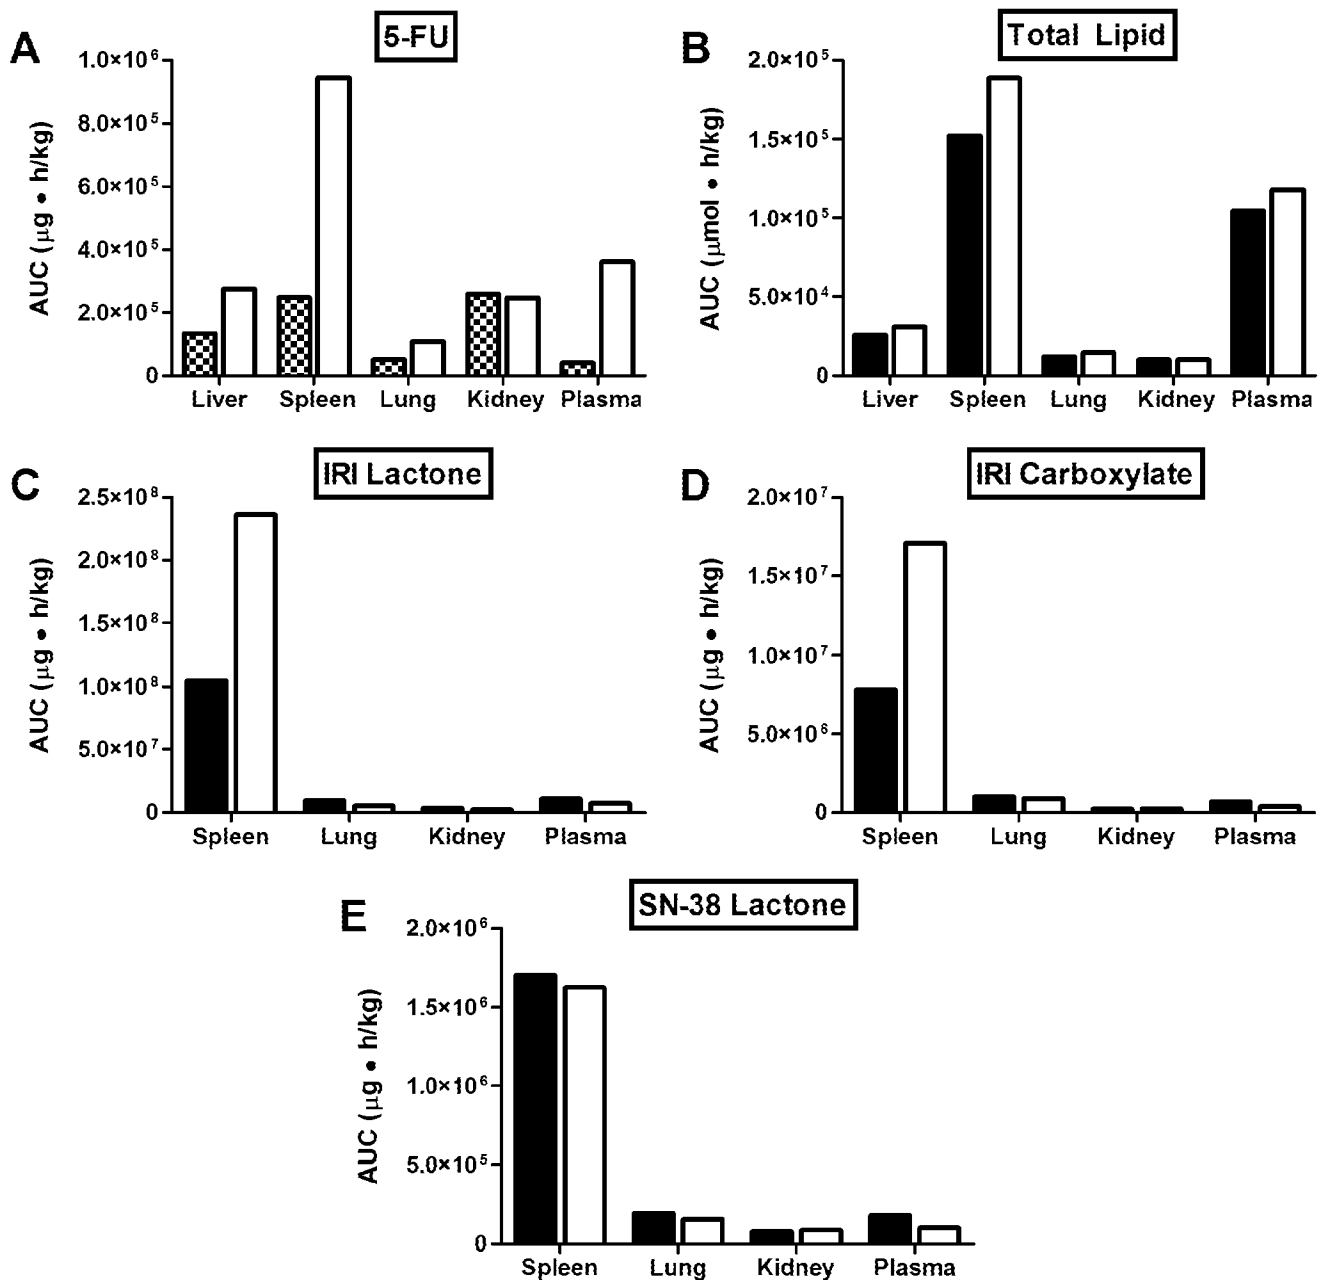 A
5-FU
1.0×10⁶
8.0×10⁵
6.0×10⁵
4.0×10⁵
2.0×10⁵
0
AUC (μg • h/kg)
Liver Spleen Lung Kidney Plasma
B
Total Lipid
2.0×10⁵
1.5×10⁵
1.0×10⁵
5.0×10⁴
0
AUC (μmol • h/kg)
Liver Spleen Lung Kidney Plasma
C
IRI Lactone
2.5×10⁸
2.0×10⁸
1.5×10⁸
1.0×10⁸
5.0×10⁷
0
AUC (μg • h/kg)
Spleen Lung Kidney Plasma
D
IRI Carboxylate
2.0×10⁷
1.5×10⁷
1.0×10⁷
5.0×10⁶
0
AUC (μg • h/kg)
Spleen Lung Kidney Plasma
E
SN-38 Lactone
2.0×10⁶
1.5×10⁶
1.0×10⁶
5.0×10⁵
0
AUC (μg • h/kg)
Spleen Lung Kidney Plasma